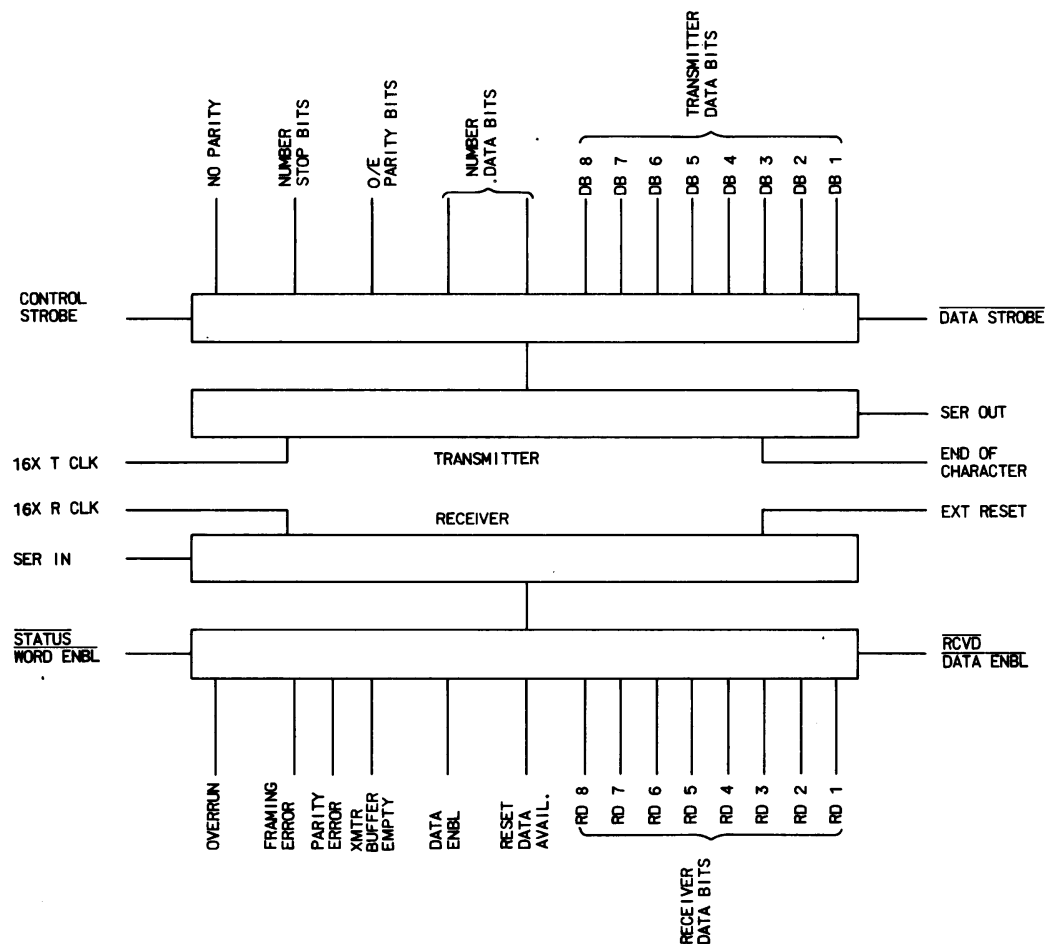 TRANSMITTER
DATA BITS
NO PARITY
NUMBER
STOP BITS
O/E
PARITY BITS
NUMBER
.DATA BITS
DB 8
DB 7
DB 6
DB 5
DB 4
DB 3
DB 2
DB 1
CONTROL
STROBE
DATA STROBE
SER OUT
16X T CLK
TRANSMITTER
END OF
CHARACTER
16X R CLK
RECEIVER
EXT RESET
SER IN
STATUS
WORD ENBL
RCVD
DATA ENBL
OVERRUN
FRAMING
ERROR
PARITY
ERROR
XMTR
BUFFER
EMPTY
DATA
ENBL
RESET
DATA
AVAIL.
RD 8
RD 7
RD 6
RD 5
RD 4
RD 3
RD 2
RD 1
RECEIVER
DATA BITS